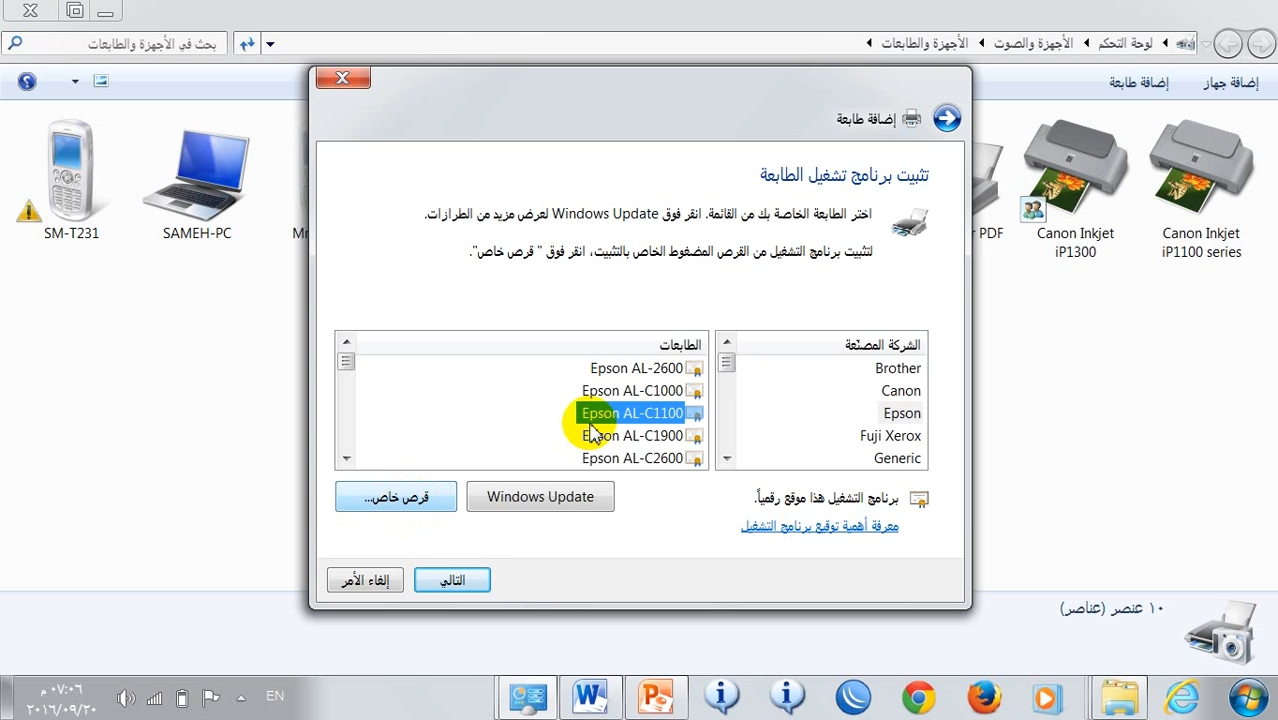 لوحة التحكم
الأجهزة والصوت
الأجهزة والطابعات
بحث في الأجهزة والطابعات
إضافة جهاز
إضافة طابعة
Canon Inkjet
iP1100 series
Canon Inkjet
iP1300
PDF
SAMEH-PC
SM-T231
إضافة طابعة
تثبيت برنامج تشغيل الطابعة
اختر الطابعة الخاصة بك من القائمة. انقر فوق Windows Update لعرض مزيد من الطرازات.
لتثبيت برنامج التشغيل من القرص المضغوط الخاص بالتثبيت، انقر فوق " قرص خاص".
الشركة المصنّعة
Brother
Canon
Epson
Fuji Xerox
Generic
الطابعات
Epson AL-2600
Epson AL-C1000
Epson AL-C1100
Epson AL-C1900
Epson AL-C2600
برنامج التشغيل هذا موقع رقمياً.
معرفة أهمية توقيع برنامج التشغيل
Windows Update
قرص خاص...
التالي
إلغاء الأمر
١٠ عنصر (عناصر)
EN
٠٧:٠٦ م
٢٠١٦/٠٩/٢٠